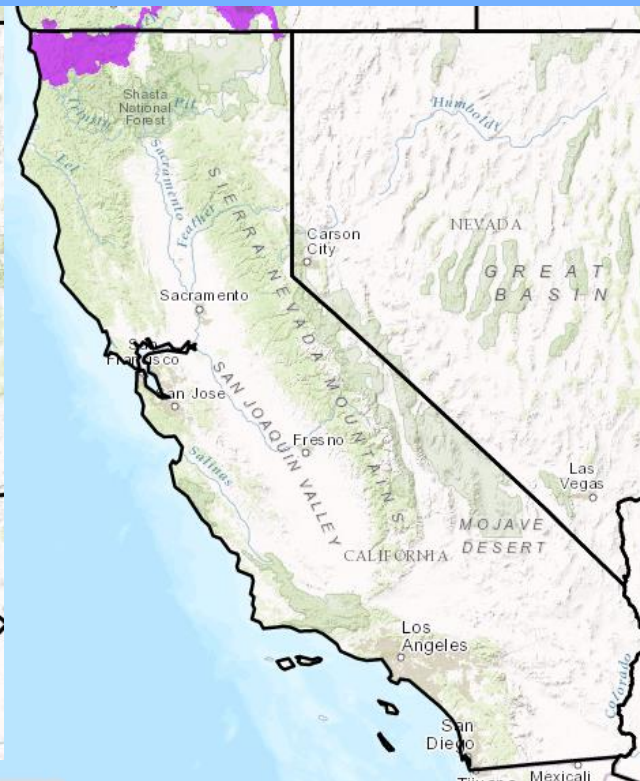 Shasta
National
Forest
Pit
Trinity
Humboldt
Eel
Sacramento
Feather
SIERRA NEVADA MOUNTAINS
NEVADA
Carson
City
GREAT
BASIN
Sacramento
San
Francisco
San Jose
SAN JOAQUIN VALLEY
Fresno
Salinas
Las
Vegas
MOJAVE
DESERT
CALIFORNIA
Los
Angeles
Colorado
San
Diego
Mexicali